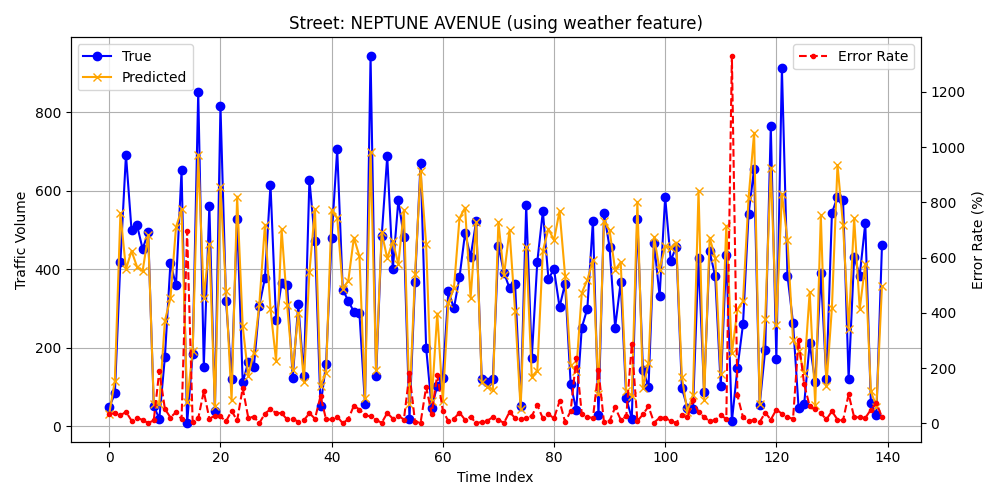 Street: NEPTUNE AVENUE (using weather feature)
True
Predicted
Error Rate
Traffic Volume
800
600
400
200
0
1200
1000
800
600
400
200
0
Error Rate (%)
0 20 40 60 80 100 120 140
Time Index